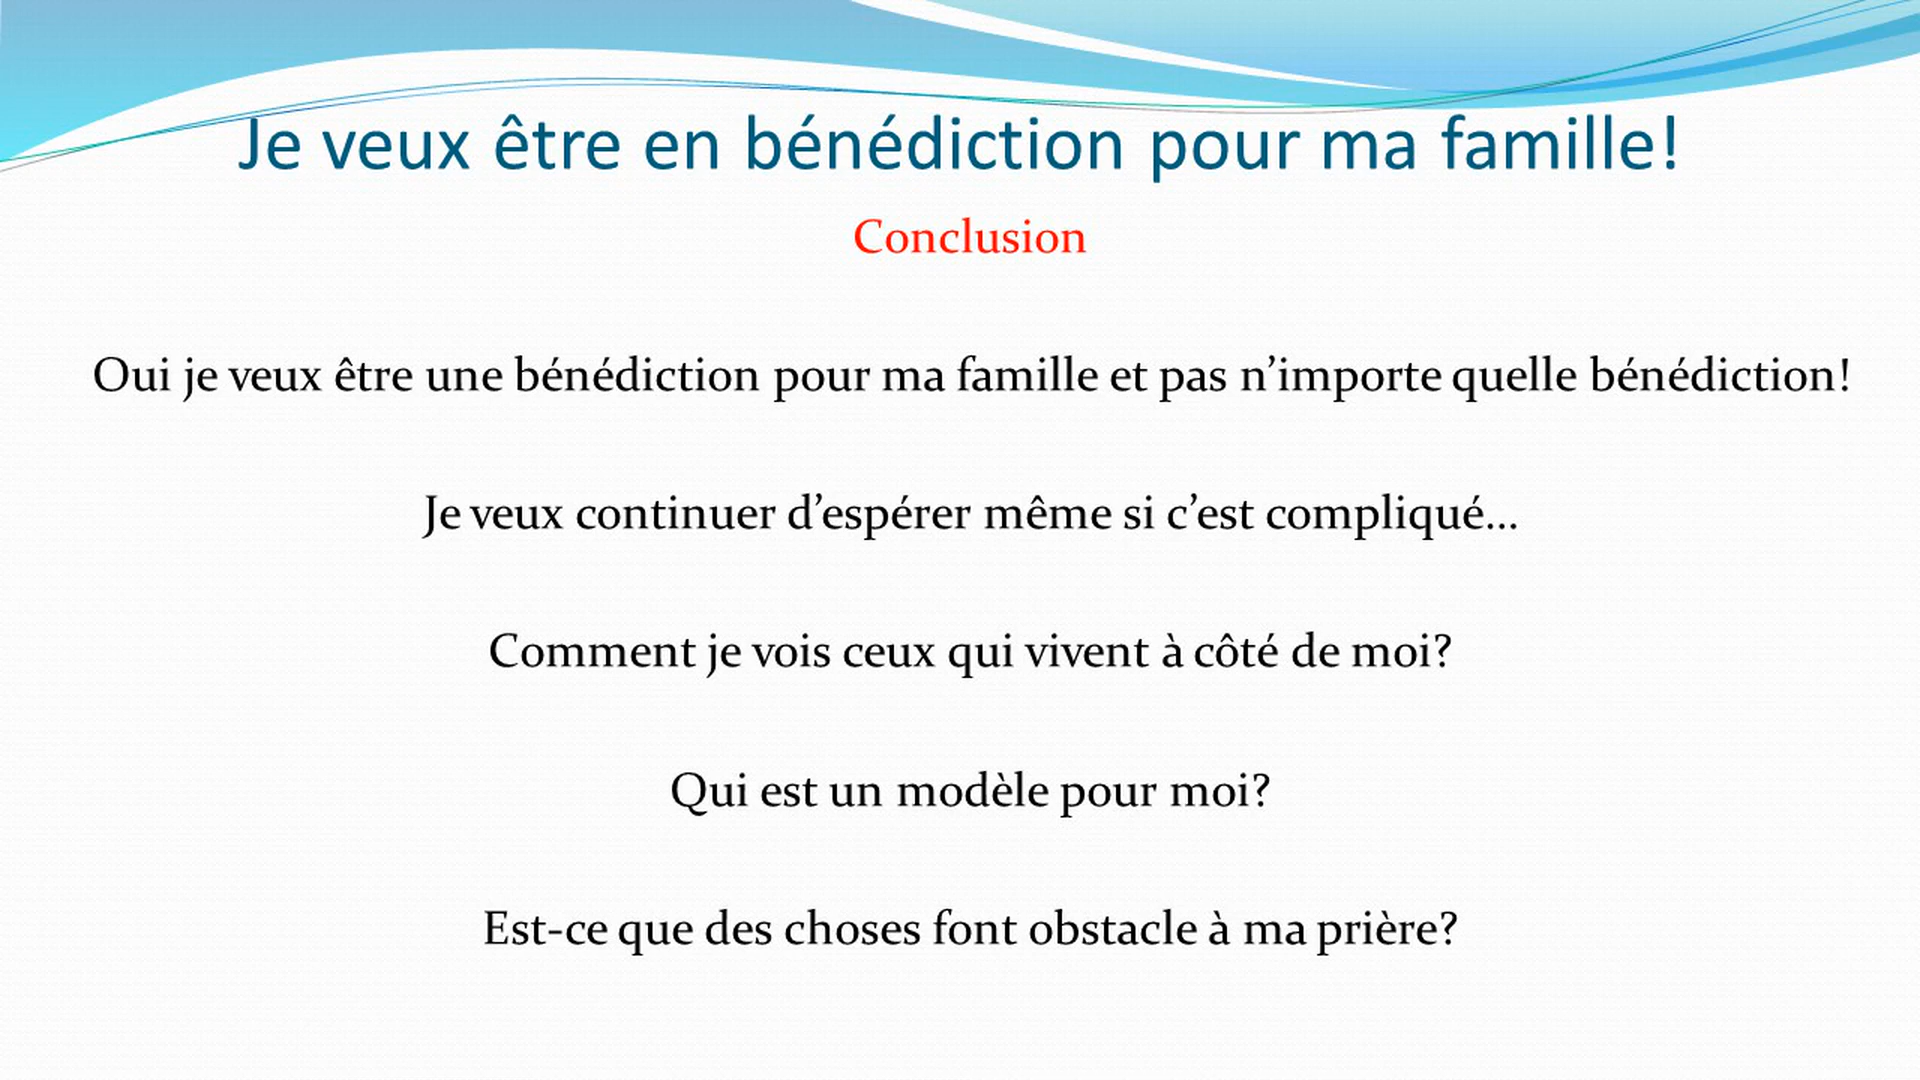 Je veux être en bénédiction pour ma famille!
Conclusion
Oui je veux être une bénédiction pour ma famille et pas n’importe quelle bénédiction!
Je veux continuer d’espérer même si c’est compliqué…
Comment je vois ceux qui vivent à côté de moi?
Qui est un modèle pour moi?
Est-ce que des choses font obstacle à ma prière?